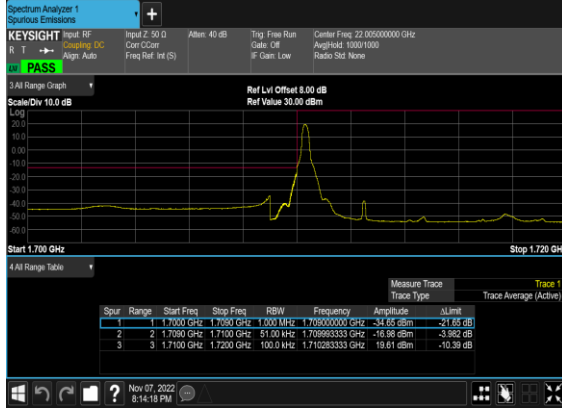 Spectrum Analyzer 1
Spurious Emissions
+
KEYSIGHT Input: RF Input Z: 50 Ω Atten: 40 dB Trig: Free Run Center Freq: 22.005000000 GHz
R T Coupling: DC Corr CCorr Gate: Off Avg|Hold: 1000/1000
Align: Auto Freq Ref: Int (S) IF Gain: Low Radio Std: None
PASS
3 All Range Graph
Ref Lvl Offset 8.00 dB
Scale/Div 10.0 dB Ref Value 30.00 dBm
Log
20.0
10.0
0.00
-10.0
-20.0
-30.0
-40.0
-50.0
-60.0
Start 1.700 GHz Stop 1.720 GH
4 All Range Table
Measure Trace Trace 1
Trace Type Trace Average (Active)
Spur Range Start Freq Stop Freq RBW Frequency Amplitude ΔLimit
1 1 1.7000 GHz 1.7090 GHz 1.000 MHz 1.709000000 GHz -34.65 dBm -21.65 dB
2 2 1.7090 GHz 1.7100 GHz 51.00 kHz 1.709993333 GHz -16.98 dBm -3.982 dB
3 3 1.7100 GHz 1.7200 GHz 100.0 kHz 1.710283333 GHz 19.61 dBm -10.39 dB
? Nov 07, 2022
8:14:18 PM